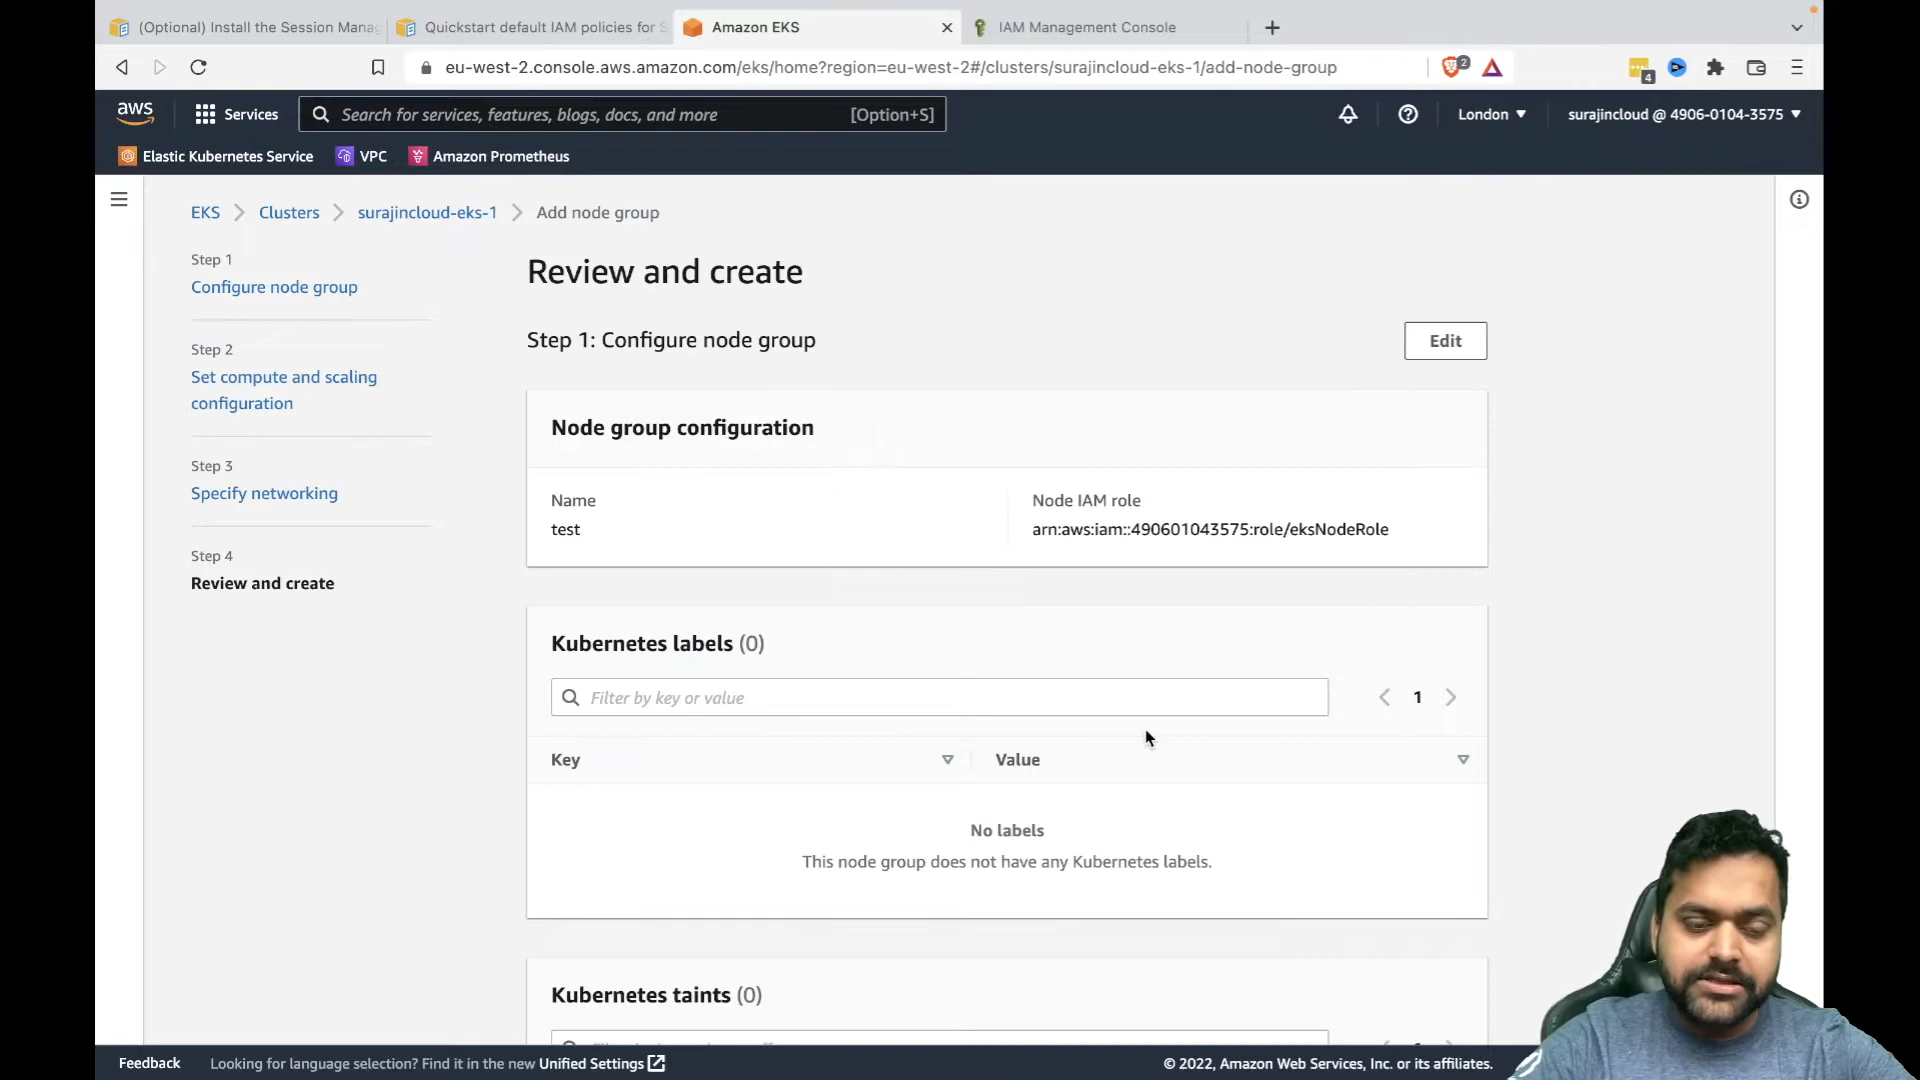 (Optional) Install the Session Manag
Quickstart default IAM policies for S
Amazon EKS
IAM Management Console
eu-west-2.console.aws.amazon.com/eks/home?region=eu-west-2#/clusters/surajincloud-eks-1/add-node-group
2
4
aws
Services
Search for services, features, blogs, docs, and more
[Option+S]
London
surajincloud @ 4906-0104-3575
Elastic Kubernetes Service
VPC
Amazon Prometheus
EKS
Clusters
surajincloud-eks-1
Add node group
Step 1
Configure node group
Step 2
Set compute and scaling
configuration
Step 3
Specify networking
Step 4
Review and create
Review and create
Step 1: Configure node group
Edit
Node group configuration
Name
test
Node IAM role
arn:aws:iam::490601043575:role/eksNodeRole
Kubernetes labels (0)
Filter by key or value
1
Key
Value
No labels
This node group does not have any Kubernetes labels.
Kubernetes taints (0)
Feedback
Looking for language selection? Find it in the new Unified Settings
© 2022, Amazon Web Services, Inc. or its affiliates.